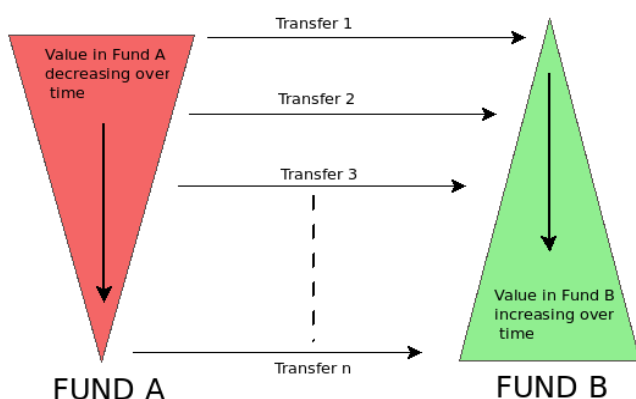 Transfer 1
Value in Fund A
decreasing over
time
Transfer 2
Transfer 3
Value in Fund B
increasing over
time
Transfer n
FUND A
FUND B